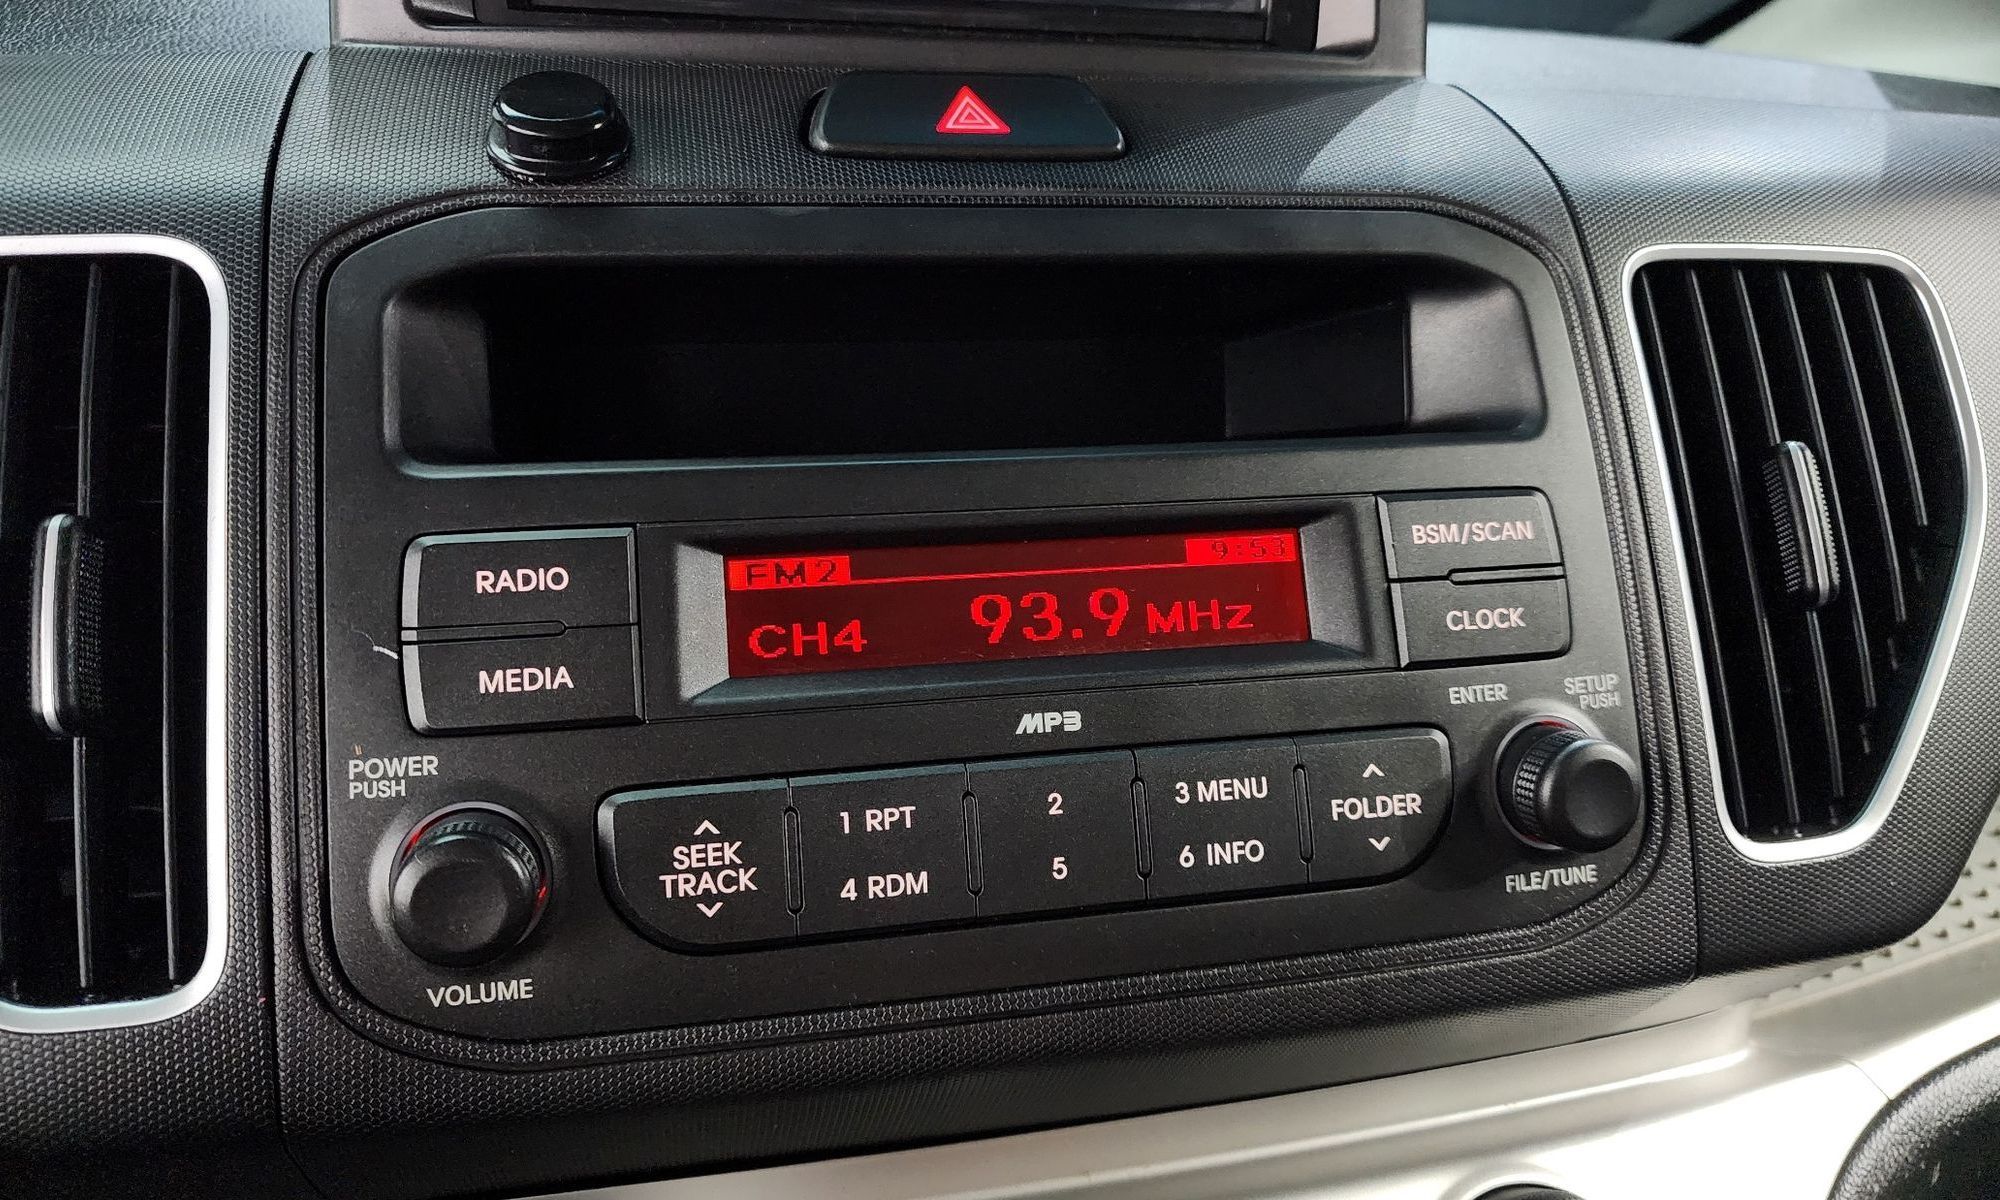 RADIO
MEDIA
FM2
9:53
CH4
93.9 MHz
BSM/SCAN
CLOCK
MP3
ENTER
SETUP
PUSH
POWER
PUSH
SEEK
TRACK
1 RPT
4 RDM
2
5
3 MENU
6 INFO
FOLDER
VOLUME
FILE/TUNE